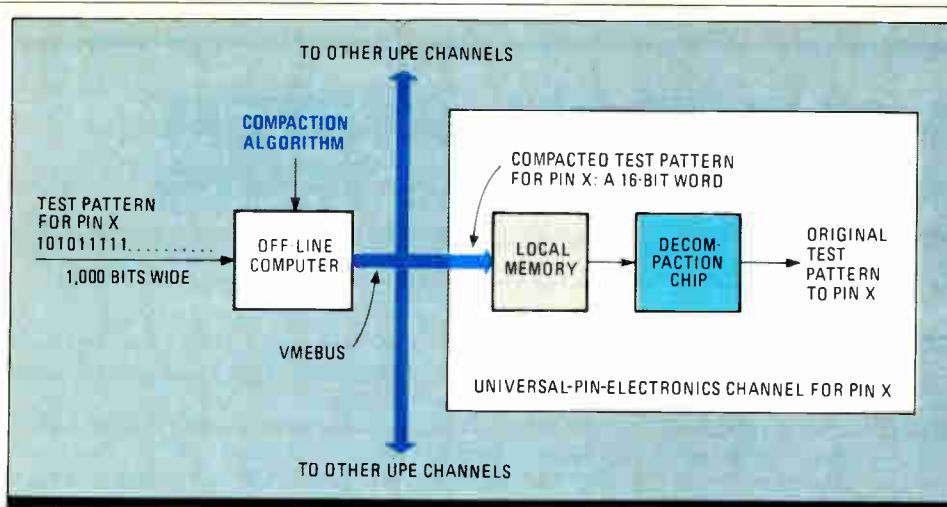 TO OTHER UPE CHANNELS
COMPACTION
ALGORITHM
COMPACTED TEST PATTERN
FOR PIN X: A 16-BIT WORD
TEST PATTERN
FOR PIN X
101011111..........
1,000 BITS WIDE
OFF-LINE
COMPUTER
LOCAL
MEMORY
DECOM-
PACTION
CHIP
ORIGINAL
TEST
PATTERN
TO PIN X
VMEBUS
UNIVERSAL-PIN-ELECTRONICS CHANNEL FOR PIN X
TO OTHER UPE CHANNELS